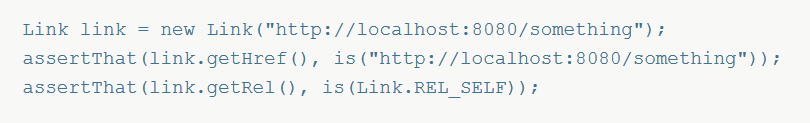 Link link = new Link("http://localhost:8080/something");
assertThat(link.getHref(), is("http://localhost:8080/something"));
assertThat(link.getRel(), is(Link.REL_SELF));